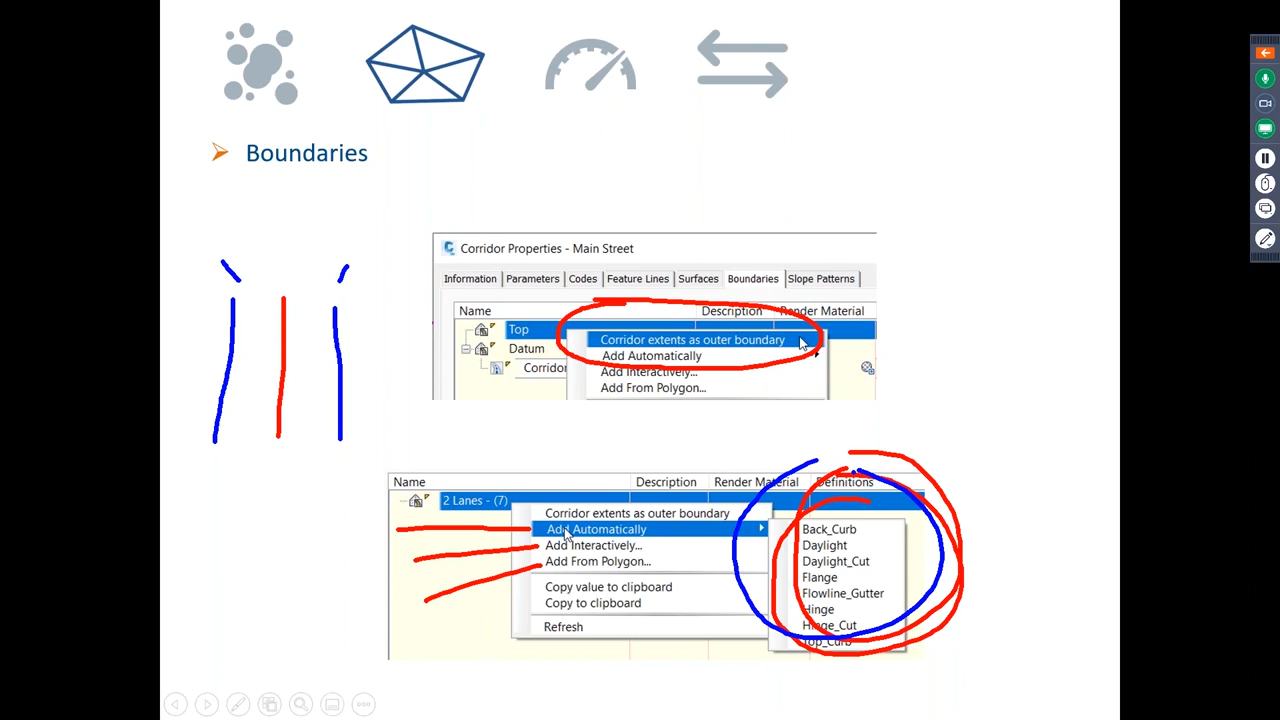 Boundaries
Corridor Properties - Main Street
Information Parameters Codes Feature Lines Surfaces Boundaries Slope Patterns
Name Description Render Material
Top
Corridor extents as outer boundary
Add Automatically
Datum
Add Interactively...
Corridor
Add From Polygon...
Name Description Render Material Definitions
2 Lanes - (7)
Corridor extents as outer boundary
Add Automatically
Add Interactively...
Add From Polygon...
Copy value to clipboard
Copy to clipboard
Refresh
Back_Curb
Daylight
Daylight_Cut
Flange
Flowline_Gutter
Hinge
Hinge_Cut
Top_Curb